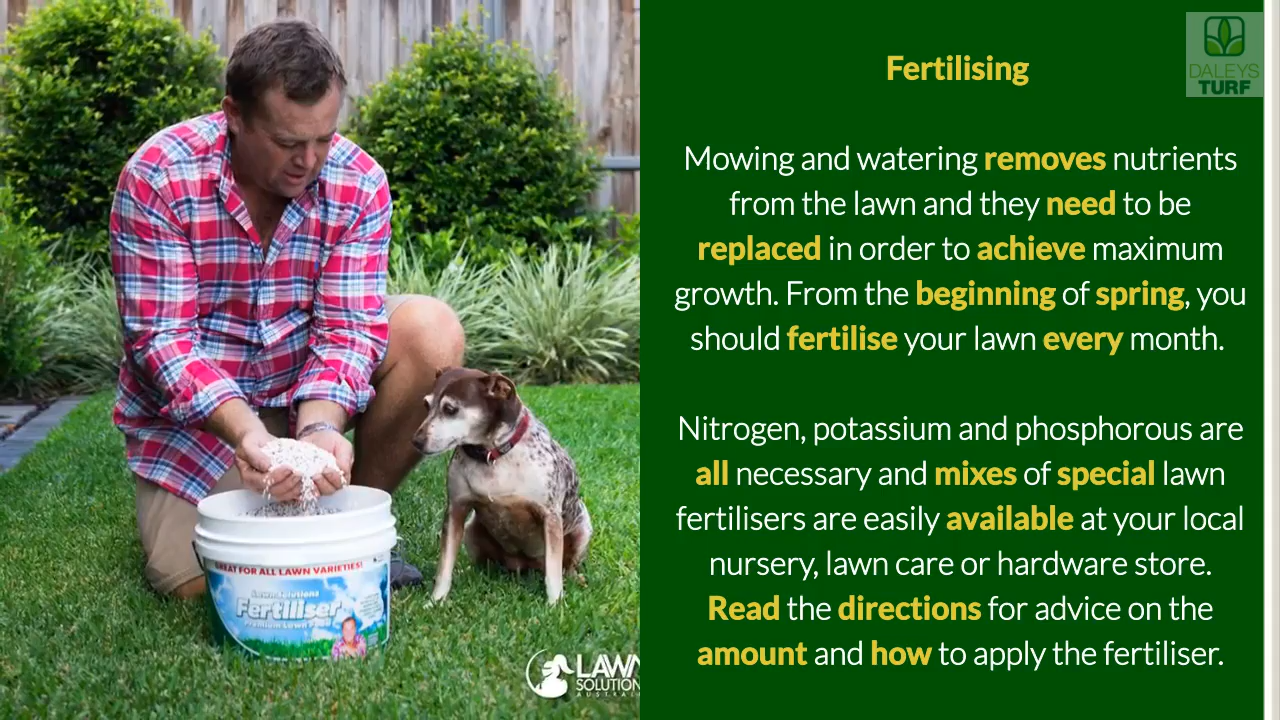 GREAT FOR ALL LAWN VARIETIES!
Lawn Solutions
Fertiliser
Premium Lawn Food
LAWN
SOLUTION
DALEYS
TURF
Fertilising
Mowing and watering removes nutrients
from the lawn and they need to be
replaced in order to achieve maximum
growth. From the beginning of spring, you
should fertilise your lawn every month.
Nitrogen, potassium and phosphorous are
all necessary and mixes of special lawn
fertilisers are easily available at your local
nursery, lawn care or hardware store.
Read the directions for advice on the
amount and how to apply the fertiliser.